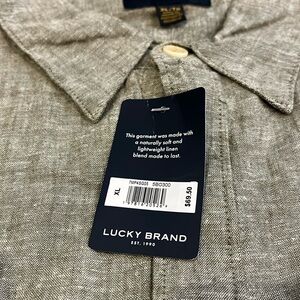 This garment was made with
a naturally soft and
lightweight linen
blend made to last.
XL
$69.50
LUCKY BRAND
EST. 1990